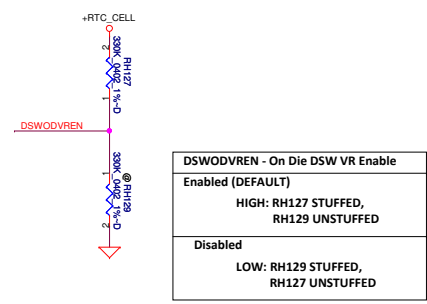 +RTC_CELL
2
330K_0402_1%~D
RH127
1
DSWODVREN
1
330K_0402_1%~D
@ RH129
2
DSWODVREN - On Die DSW VR Enable
Enabled (DEFAULT)
HIGH: RH127 STUFFED,
RH129 UNSTUFFED
Disabled
LOW: RH129 STUFFED,
RH127 UNSTUFFED